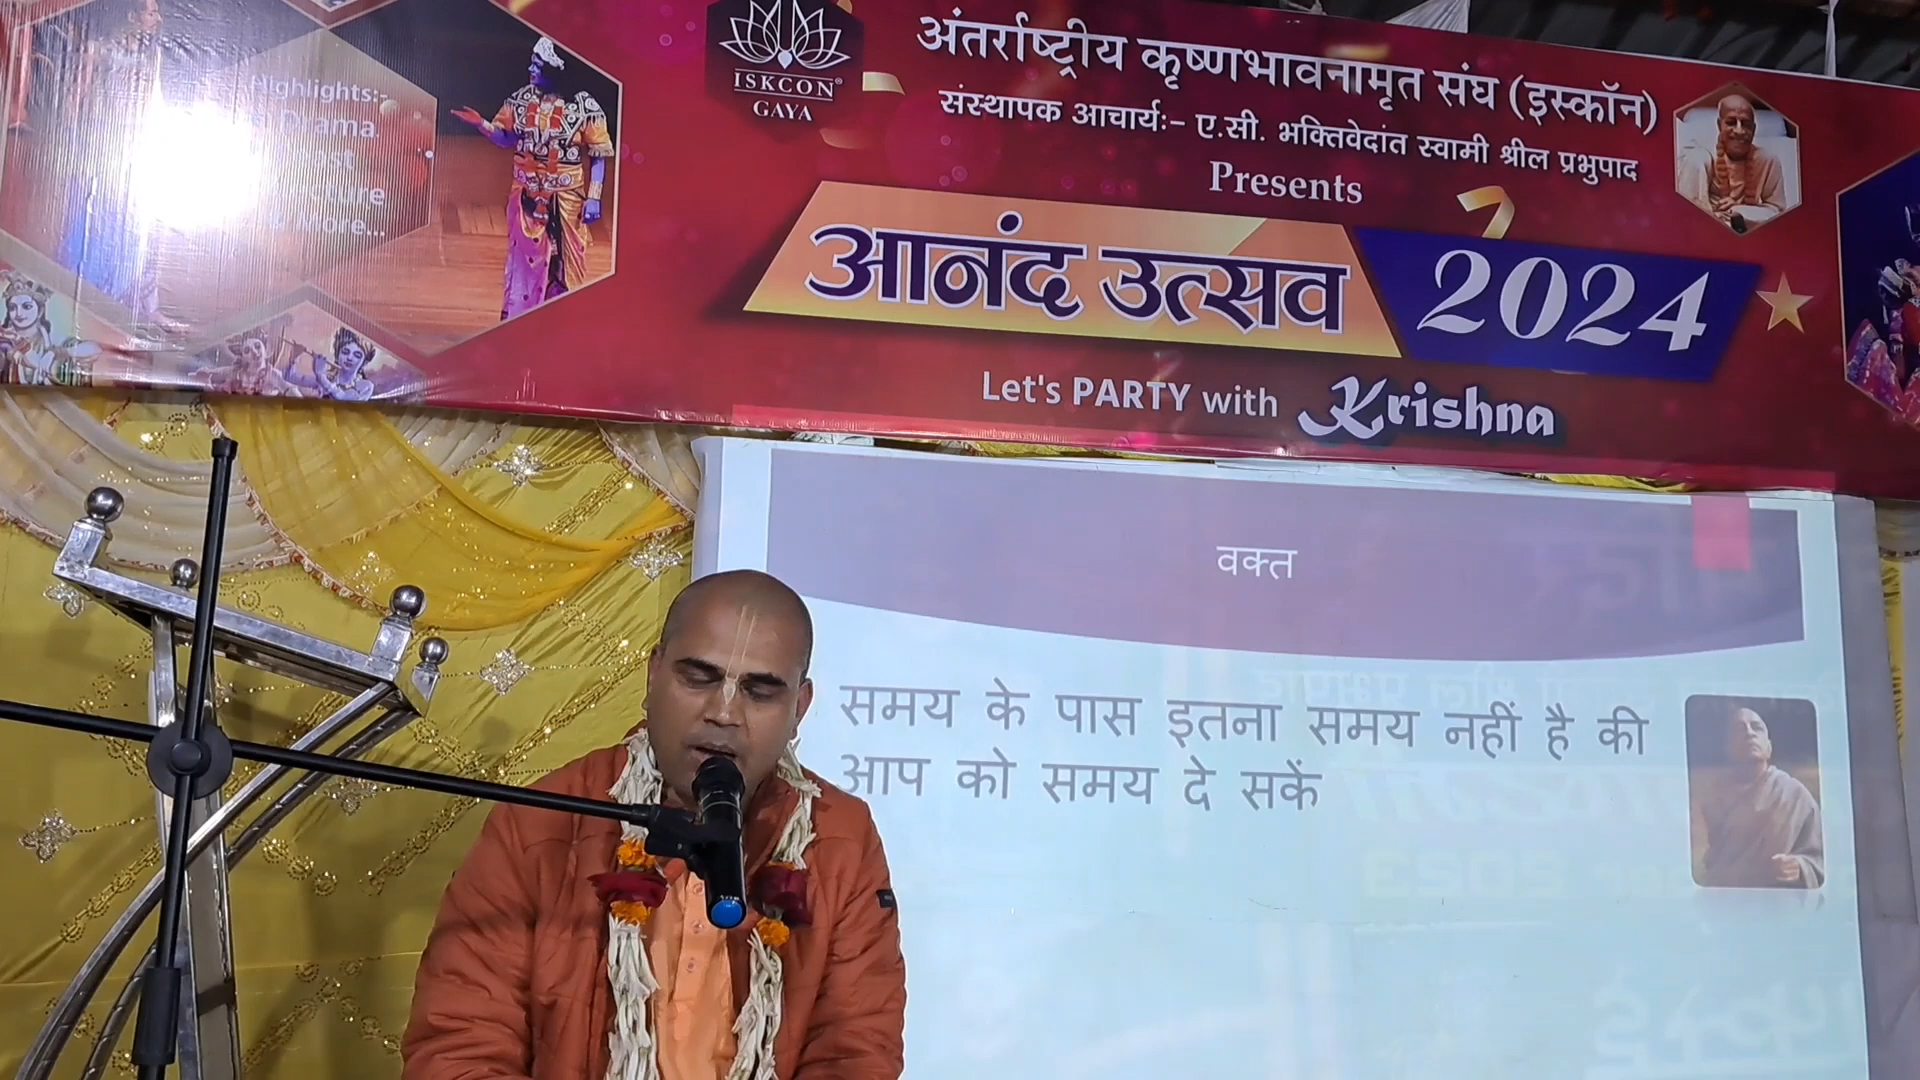 Highlights:-
Drama
More...
ISKCON®
GAYA
अंतर्राष्ट्रीय कृष्णभावनामृत संघ (इस्कॉन)
संस्थापक आचार्य:- ए.सी. भक्तिवेदांत स्वामी श्रील प्रभुपाद
Presents
आनंद उत्सव 2024
Let's PARTY with Krishna
वक्त
समय के पास इतना समय नहीं है की
आप को समय दे सकें